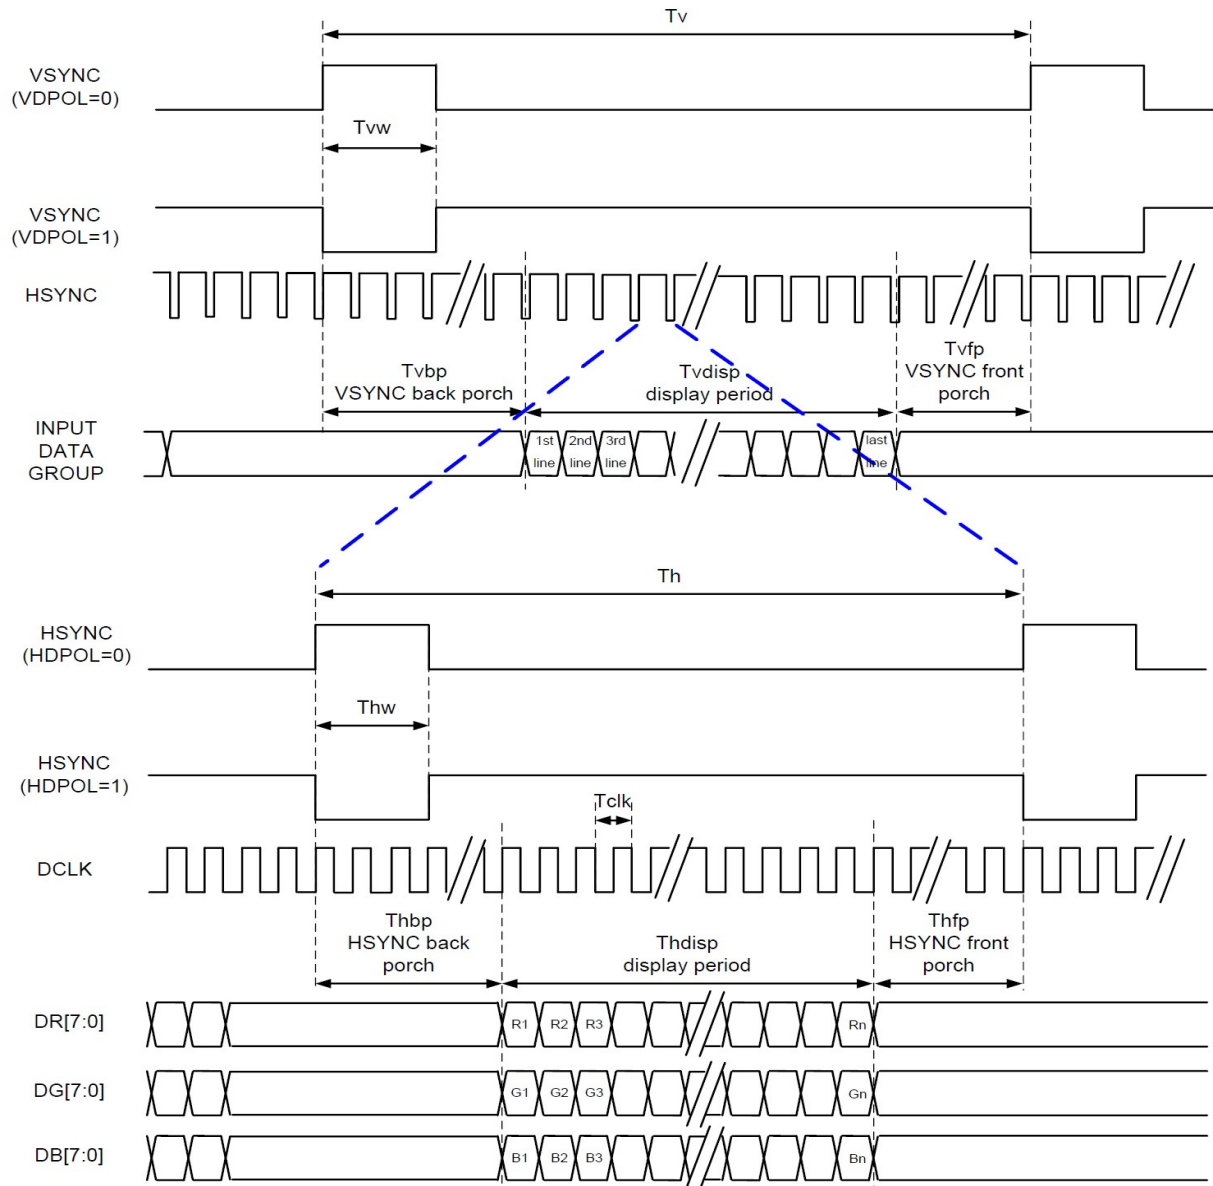 Tv
VSYNC
(VDPOL=0)
Tvw
VSYNC
(VDPOL=1)
HSYNC
Tvbp
VSYNC back porch
Tvdisp
display period
Tvfp
VSYNC front
porch
INPUT
DATA
GROUP
1st
line
2nd
line
3rd
line
last
line
Th
HSYNC
(HDPOL=0)
Thw
HSYNC
(HDPOL=1)
Tclk
DCLK
Thbp
HSYNC back
porch
Thdisp
display period
Thfp
HSYNC front
porch
DR[7:0]
R1 R2 R3 Rn
DG[7:0]
G1 G2 G3 Gn
DB[7:0]
B1 B2 B3 Bn